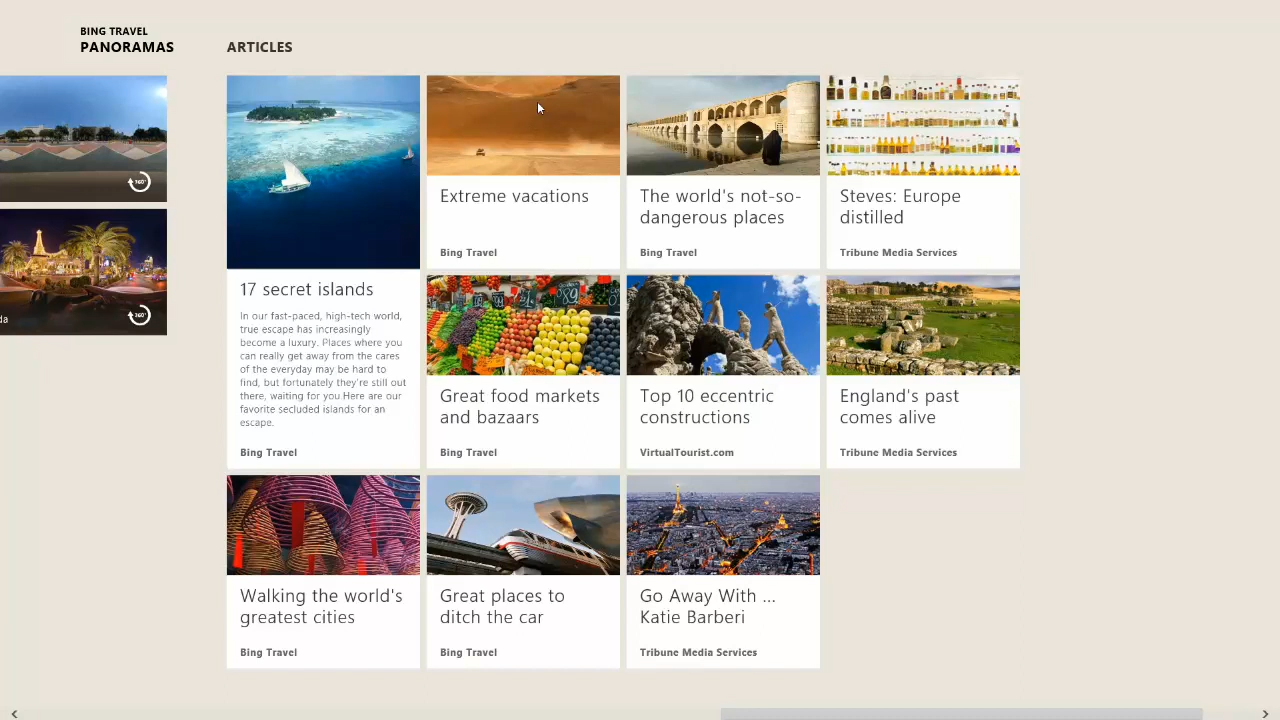 BING TRAVEL
PANORAMAS
ARTICLES
360°
360°
da
17 secret islands
In our fast-paced, high-tech world,
true escape has increasingly
become a luxury. Places where you
can really get away from the cares
of the everyday may be hard to
find, but fortunately they're still out
there, waiting for you Here are our
favorite secluded islands for an
escape.
Bing Travel
Extreme vacations
Bing Travel
The world's not-so-
dangerous places
Bing Travel
Steves: Europe
distilled
Tribune Media Services
Great food markets
and bazaars
Bing Travel
Top 10 eccentric
constructions
VirtualTourist.com
England's past
comes alive
Tribune Media Services
Walking the world's
greatest cities
Bing Travel
Great places to
ditch the car
Bing Travel
Go Away With ...
Katie Barberi
Tribune Media Services